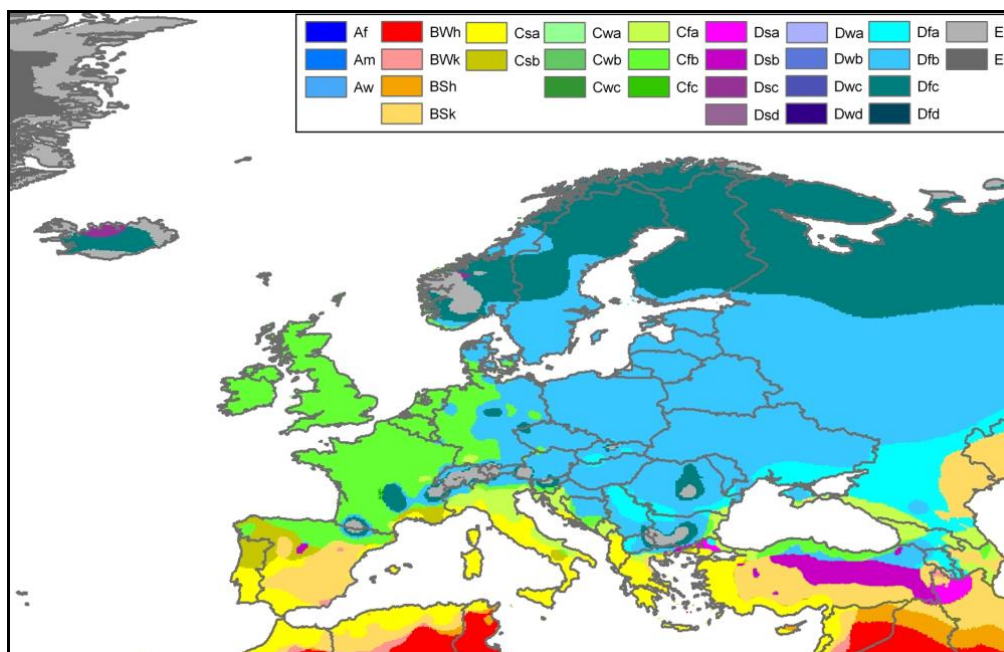 Af BWh Csa Cwa Cfa Dsa Dwa Dfa E
Am BWk Csb Cwb Cfb Dsb Dwb Dfb E
Aw BSh Cwc Cfc Dsc Dwc Dfc
BSk Dsd Dwd Dfd